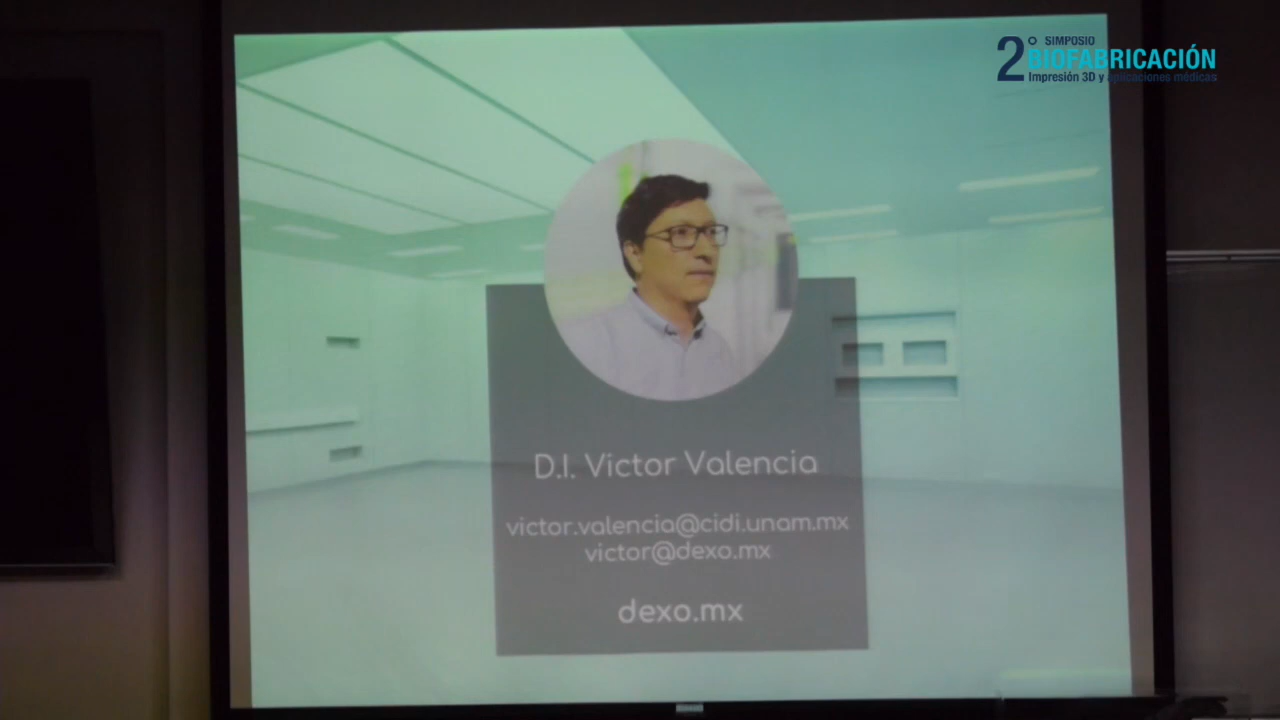 2° SIMPOSIO
BIOFABRICACIÓN
Impresión 3D y aplicaciones médicas
D.I. Victor Valencia
victor.valencia@cidi.unam.mx
victor@dexo.mx
dexo.mx